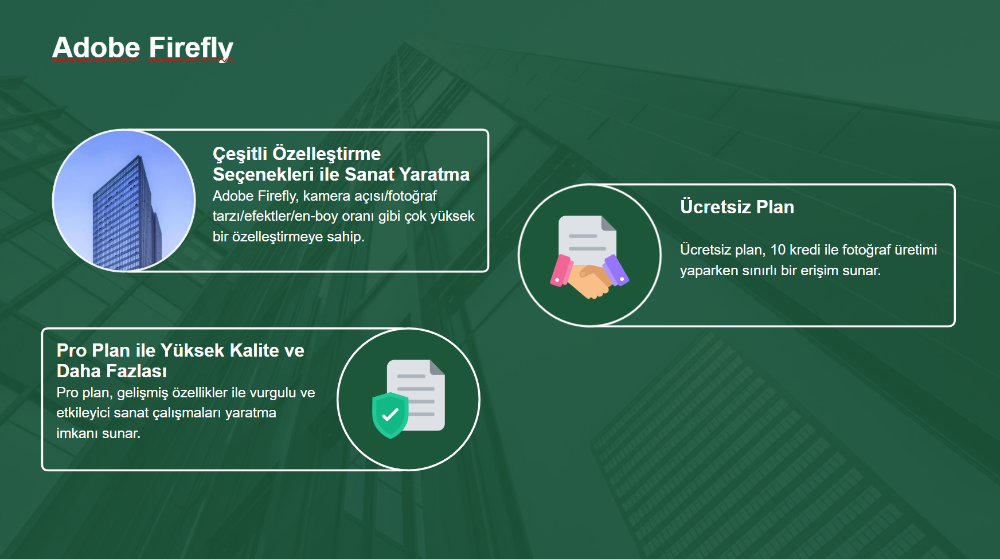 Adobe Firefly
Çeşitli Özelleştirme
Seçenekleri ile Sanat Yaratma
Adobe Firefly, kamera açısı/fotoğraf
tarzı/efektler/en-boy oranı gibi çok yüksek
bir özelleştirmeye sahip.
Ücretsiz Plan
Ücretsiz plan, 10 kredi ile fotoğraf üretimi
yaparken sınırlı bir erişim sunar.
Pro Plan ile Yüksek Kalite ve
Daha Fazlası
Pro plan, gelişmiş özellikler ile vurgulu ve
etkileyici sanat çalışmaları yaratma
imkanı sunar.